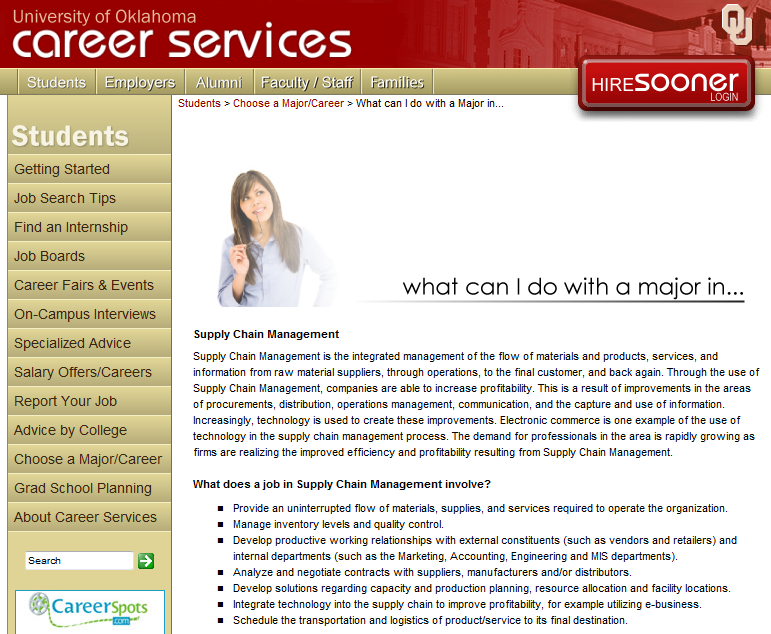 University of Oklahoma
career services
OU
Students
Employers
Alumni
Faculty / Staff
Families
HIRESOONER
LOGIN
Students > Choose a Major/Career > What can I do with a Major in...
Students
Getting Started
Job Search Tips
Find an Internship
Job Boards
Career Fairs & Events
On-Campus Interviews
Specialized Advice
Salary Offers/Careers
Report Your Job
Advice by College
Choose a Major/Career
Grad School Planning
About Career Services
Search
CareerSpots
.com
what can I do with a major in...
Supply Chain Management
Supply Chain Management is the integrated management of the flow of materials and products, services, and
information from raw material suppliers, through operations, to the final customer, and back again. Through the use of
Supply Chain Management, companies are able to increase profitability. This is a result of improvements in the areas
of procurements, distribution, operations management, communication, and the capture and use of information.
Increasingly, technology is used to create these improvements. Electronic commerce is one example of the use of
technology in the supply chain management process. The demand for professionals in the area is rapidly growing as
firms are realizing the improved efficiency and profitability resulting from Supply Chain Management.
What does a job in Supply Chain Management involve?
Provide an uninterrupted flow of materials, supplies, and services required to operate the organization.
Manage inventory levels and quality control.
Develop productive working relationships with external constituents (such as vendors and retailers) and
internal departments (such as the Marketing, Accounting, Engineering and MIS departments).
Analyze and negotiate contracts with suppliers, manufacturers and/or distributors.
Develop solutions regarding capacity and production planning, resource allocation and facility locations.
Integrate technology into the supply chain to improve profitability, for example utilizing e-business.
Schedule the transportation and logistics of product/service to its final destination.